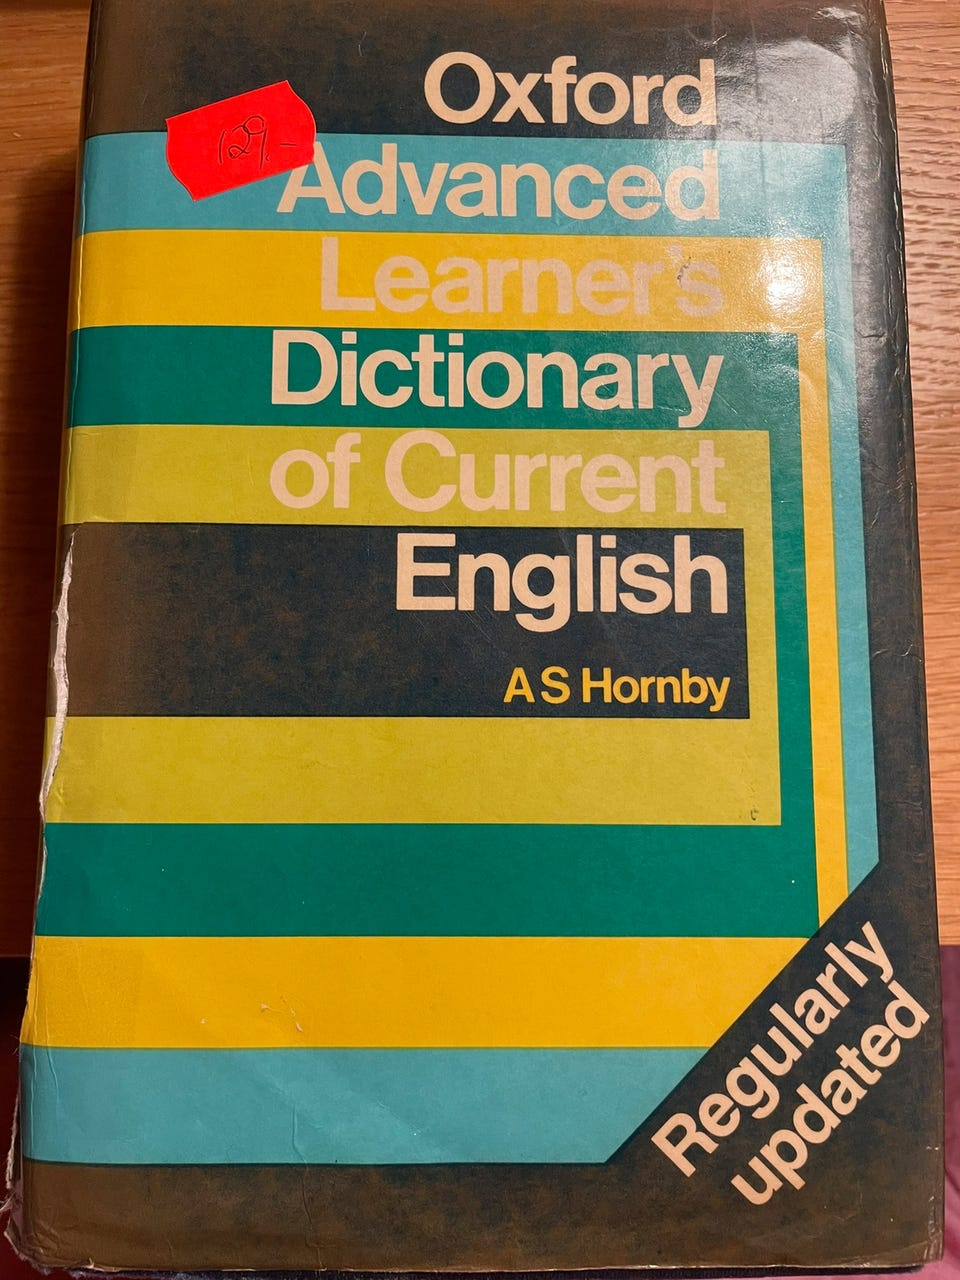 Oxford
129.-
Advanced
Learner's
Dictionary
of Current
English
A S Hornby
Regularly
updated